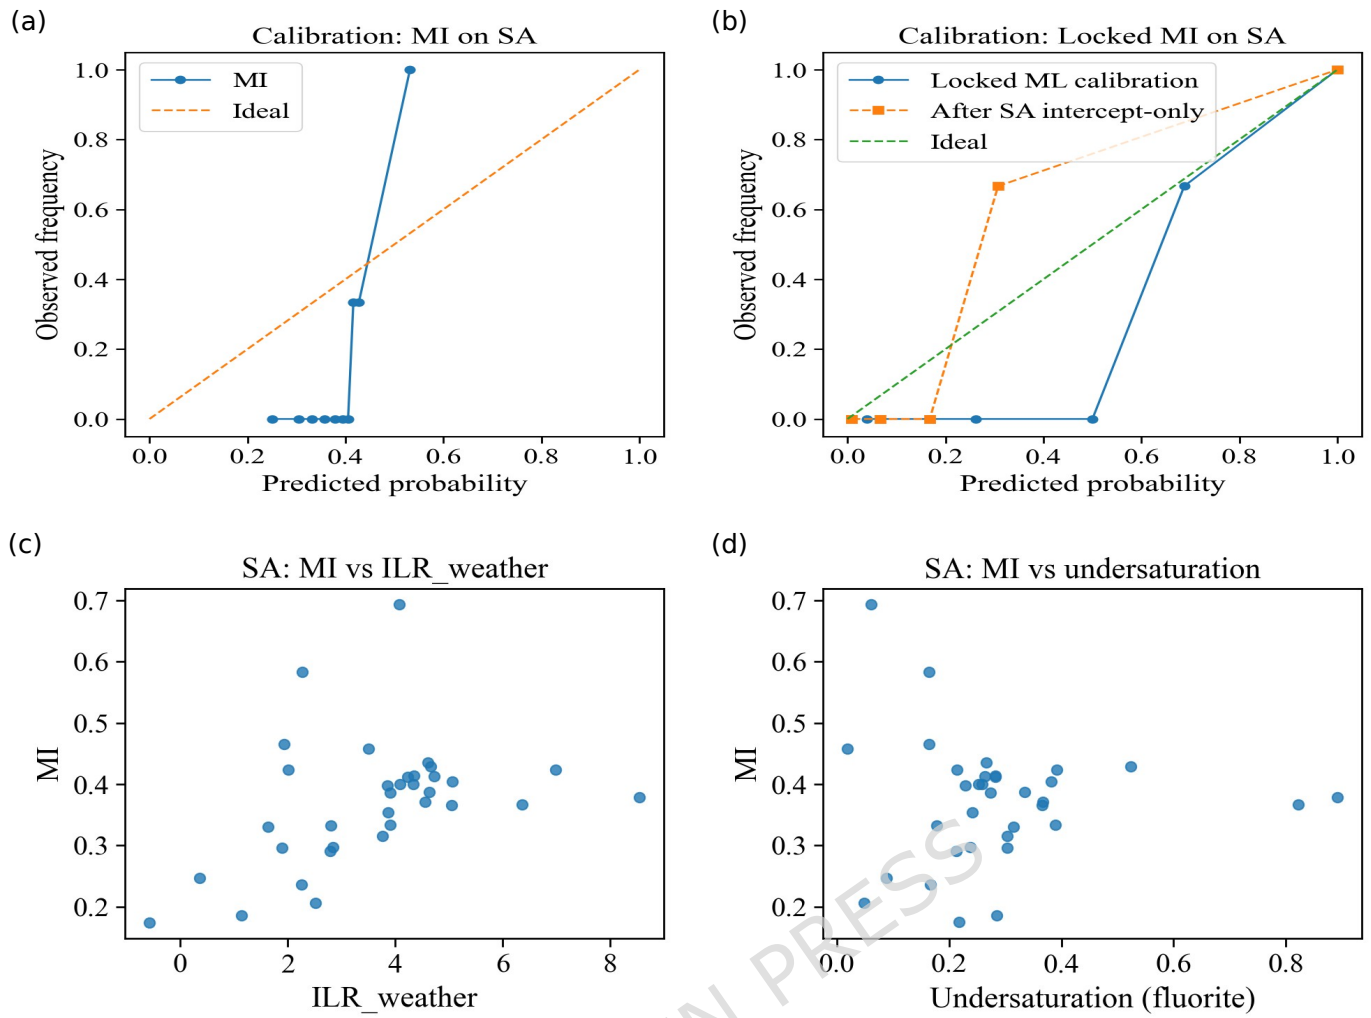 (a)
Calibration: MI on SA
MI
Ideal
Observed frequency
1.0
0.8
0.6
0.4
0.2
0.0
0.0 0.2 0.4 0.6 0.8 1.0
Predicted probability
(b)
Calibration: Locked MI on SA
Locked ML calibration
After SA intercept-only
Ideal
Observed frequency
1.0
0.8
0.6
0.4
0.2
0.0
0.0 0.2 0.4 0.6 0.8 1.0
Predicted probability
(c)
SA: MI vs ILR_weather
MI
0.7
0.6
0.5
0.4
0.3
0.2
0 2 4 6 8
ILR_weather
(d)
SA: MI vs undersaturation
MI
0.7
0.6
0.5
0.4
0.3
0.2
0.0 0.2 0.4 0.6 0.8
Undersaturation (fluorite)
N PRESS